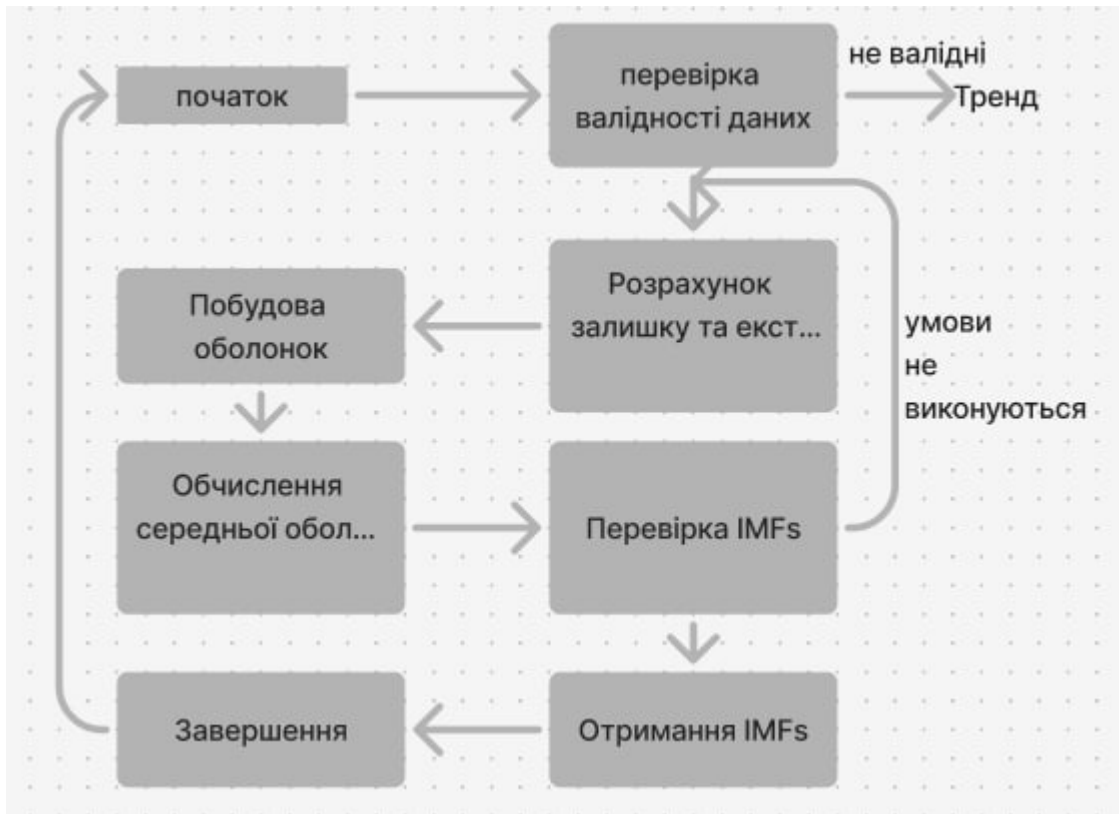 початок
перевірка
валідності даних
не валідні
Тренд
Побудова
оболонок
Розрахунок
залишку та екст...
умови
не
виконуються
Обчислення
середньої обол...
Перевірка IMFs
Завершення
Отримання IMFs